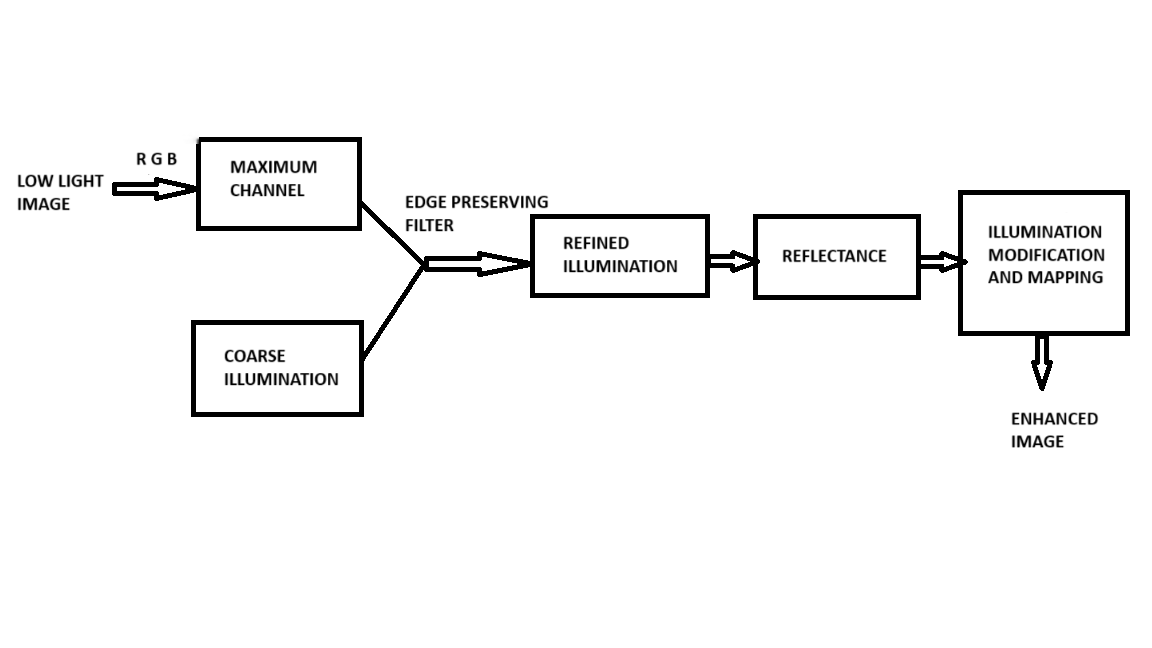 LOW LIGHT
IMAGE
R G B
MAXIMUM
CHANNEL
COARSE
ILLUMINATION
EDGE PRESERVING
FILTER
REFINED
ILLUMINATION
REFLECTANCE
ILLUMINATION
MODIFICATION
AND MAPPING
ENHANCED
IMAGE